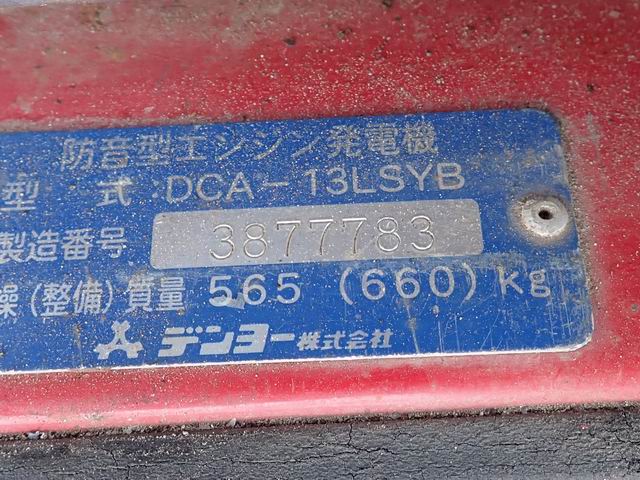 防音型エンジン発電機
型 式 DCA-13LSYB
製造番号 3877783
燥(整備)質量 565 (660) kg
デンヨー株式会社